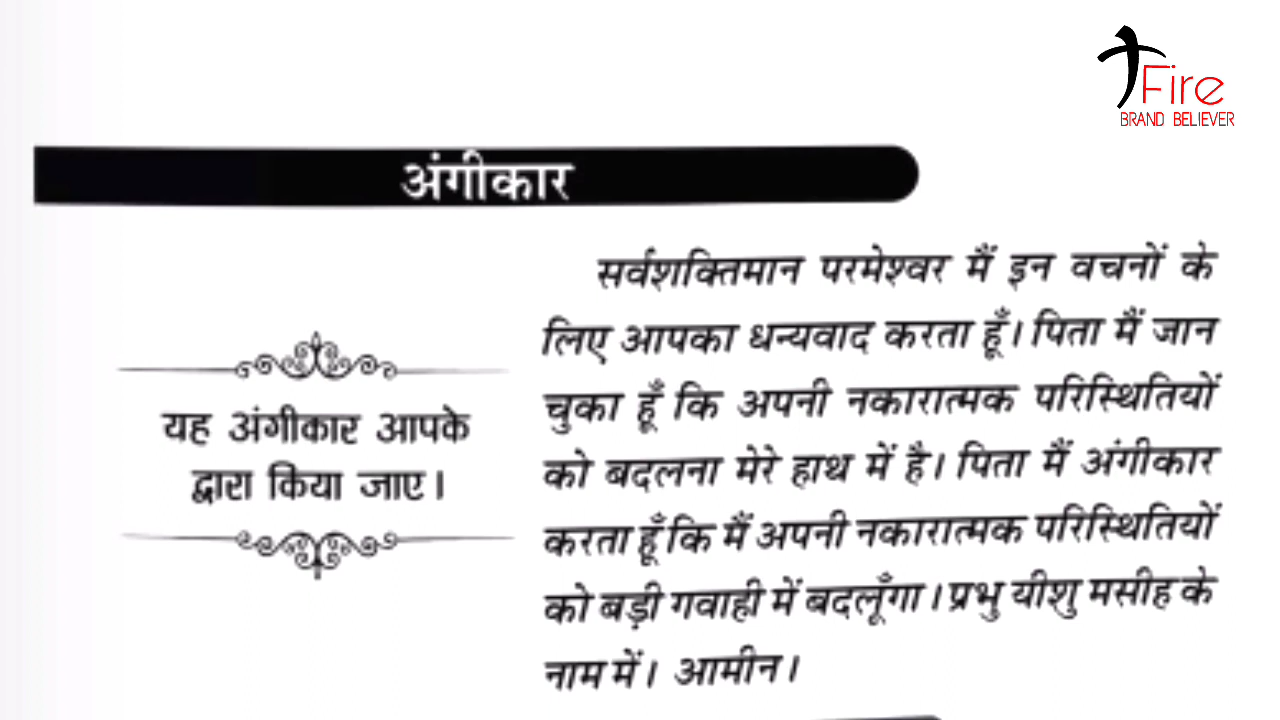 Fire
BRAND BELIEVER
अंगीकार
यह अंगीकार आपके
द्वारा किया जाए।
सर्वशक्तिमान परमेश्वर मैं इन वचनों के
लिए आपका धन्यवाद करता हूँ। पिता मैं जान
चुका हूँ कि अपनी नकारात्मक परिस्थितियों
को बदलना मेरे हाथ में है। पिता मैं अंगीकार
करता हूँ कि मैं अपनी नकारात्मक परिस्थितियों
को बड़ी गवाही में बदलूँगा। प्रभु यीशु मसीह के
नाम में। आमीन।